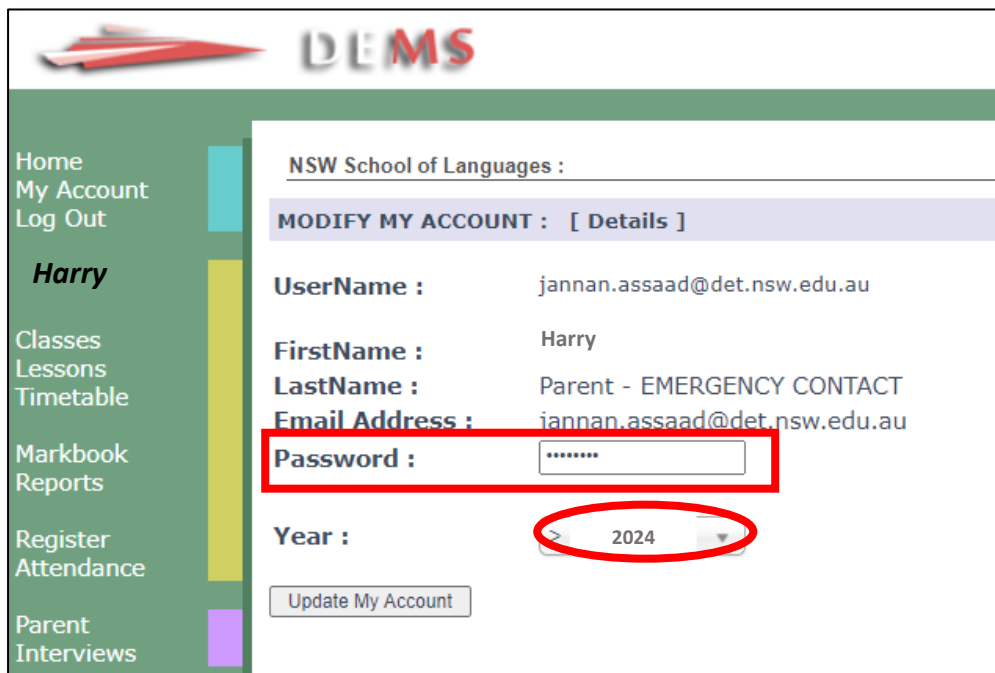 DEMS
Home
My Account
Log Out
Harry
Classes
Lessons
Timetable
Markbook
Reports
Register
Attendance
Parent
Interviews
NSW School of Languages :
MODIFY MY ACCOUNT : [ Details ]
UserName : jannan.assaad@det.nsw.edu.au
FirstName : Harry
LastName : Parent - EMERGENCY CONTACT
Email Address : jannan.assaad@det.nsw.edu.au
Password : ••••••••
Year : > 2024
Update My Account